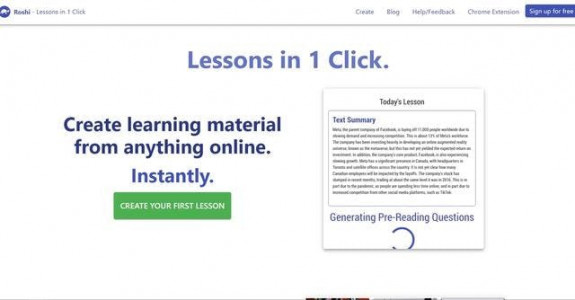 Roshi - Lessons in 1 Click
Create Blog Help/Feedback Chrome Extension Sign up for free
Lessons in 1 Click.
Create learning material
from anything online.
Instantly.
CREATE YOUR FIRST LESSON
Today's Lesson
Text Summary
Meta, the parent company of Facebook, is laying off 11,000 people worldwide due to
slowing growth. This is about 13% of Meta's workforce.
The company has been investing heavily in developing an online augmented reality
universe, known as the metaverse, but this has not yet yielded the expected return on
investment. In addition, the company's core product, Facebook, is also experiencing
slowing growth. Meta has a significant presence in Canada, with headquarters in
Toronto and satellite offices across the country. It is not yet clear how many
Canadian employees will be impacted by the layoffs. The company's stock has
slumped in recent months, trading at about the same level it was in 2016. This is in
part due to the pandemic, as people are spending less time online, and in part due to
increased competition from other social media platforms, such as TikTok.
Generating Pre-Reading Questions